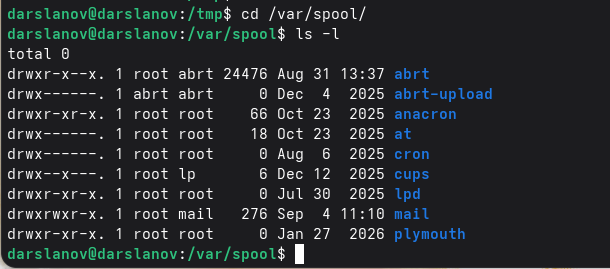 darslanov@darslanov:/tmp$ cd /var/spool/
darslanov@darslanov:/var/spool$ ls -l
total 0
drwxr-x--x. 1 root abrt 24476 Aug 31 13:37 abrt
drwx------. 1 abrt abrt     0 Dec  4  2025 abrt-upload
drwxr-xr-x. 1 root root    66 Oct 23  2025 anacron
drwx------. 1 root root    18 Oct 23  2025 at
drwx------. 1 root root     0 Aug  6  2025 cron
drwx--x---. 1 root lp       6 Dec 12  2025 cups
drwxr-xr-x. 1 root root     0 Jul 30  2025 lpd
drwxrwxr-x. 1 root mail   276 Sep  4 11:10 mail
drwxr-xr-x. 1 root root     0 Jan 27  2026 plymouth
darslanov@darslanov:/var/spool$